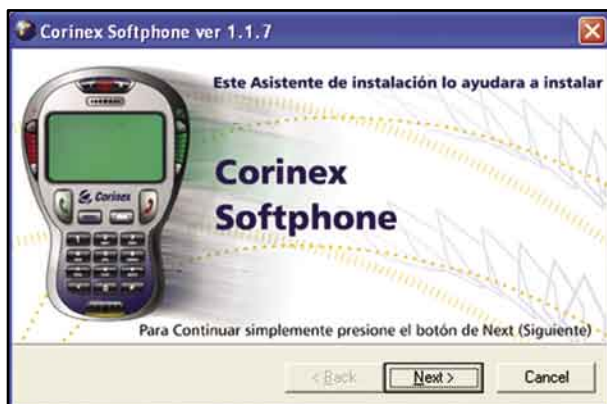 Corinex Softphone ver 1.1.7
Este Asistente de instalación lo ayudara a instalar
Corinex
Softphone
Corinex
Para Continuar simplemente presione el botón de Next (Siguiente)
< Back
Next >
Cancel